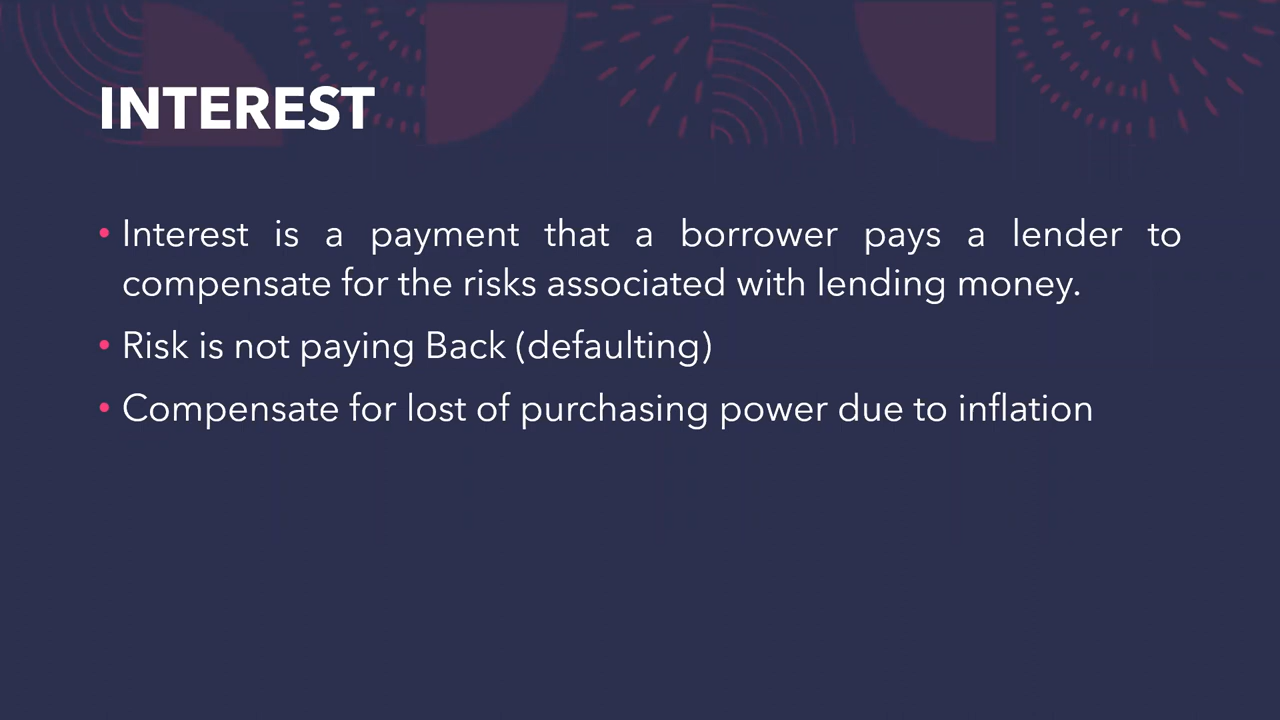 INTEREST
• Interest is a payment that a borrower pays a lender to
compensate for the risks associated with lending money.
• Risk is not paying Back (defaulting)
• Compensate for lost of purchasing power due to inflation